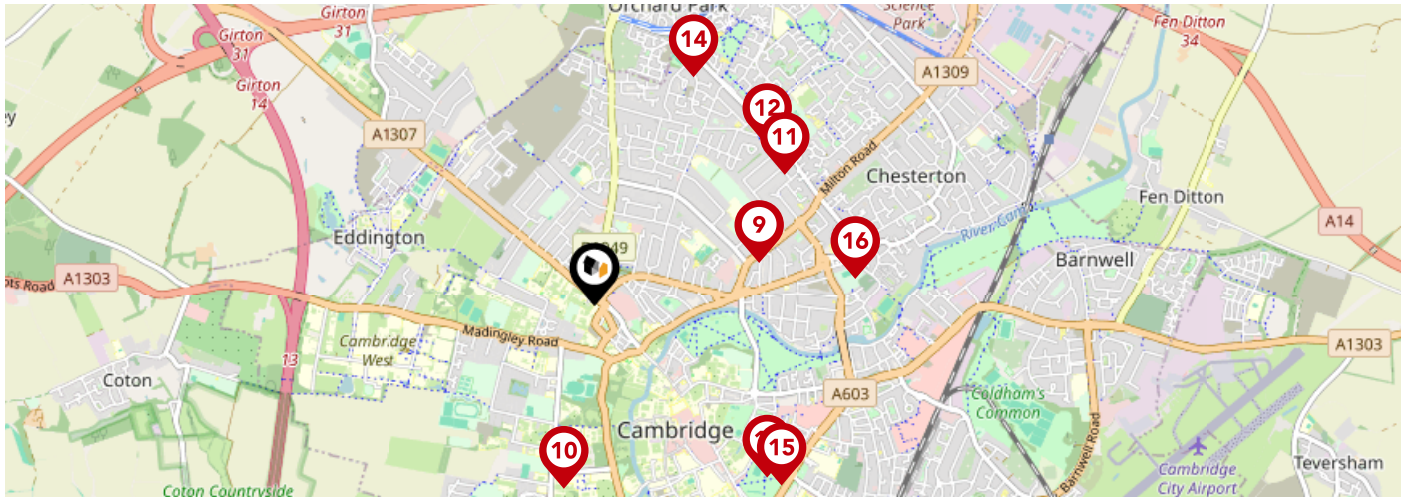 Orchard Park
Science
Park
Girton
31
Girton
31
Fen Ditton
34
14
A1309
Girton
14
12
A1307
11
Milton Road
Chesterton
Fen Ditton
A14
9
River Cam
16
Eddington
Barnwell
A1303
Madingley Road
Cambridge
West
13
A1303
Coton
A603
Coldham's
Common
Cambridge
10
15
Barnwell Road
Cambridge
City Airport
Teversham
Coton Countryside